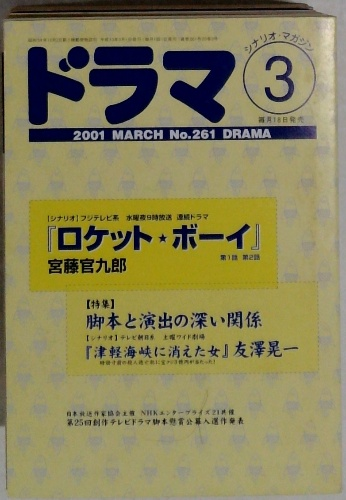 シナリオ・マガジン
ドラマ
3
毎月18日発売
2001 MARCH No.261 DRAMA
【シナリオ】フジテレビ系 水曜夜9時放送 連続ドラマ
『ロケット★ボーイ』
第1話 第2話
宮藤官九郎
【特集】
脚本と演出の深い関係
【シナリオ】テレビ朝日系 土曜ワイド劇場
『津軽海峡に消えた女』友澤晃一
日本放送作家協会主催 NHKエンタープライズ21共催
第25回創作テレビドラマ脚本懸賞公募入選作発表